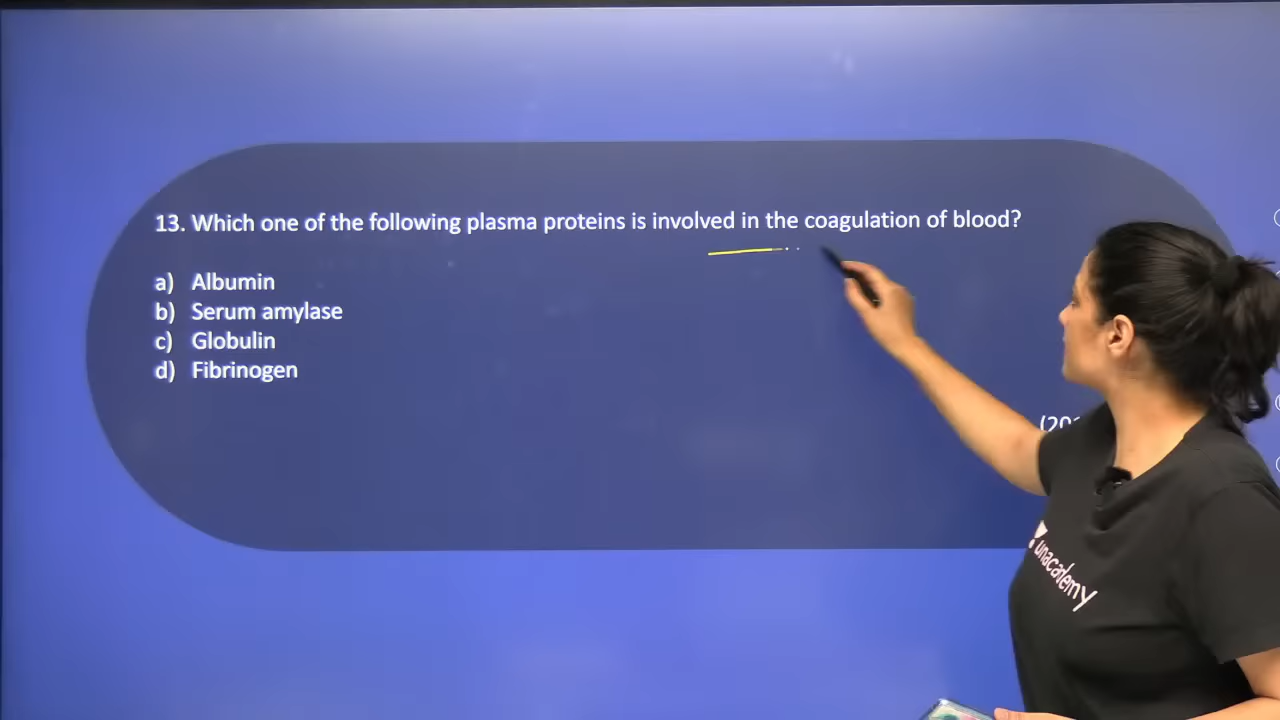 13. Which one of the following plasma proteins is involved in the coagulation of blood?
a) Albumin
b) Serum amylase
c) Globulin
d) Fibrinogen
unacademy